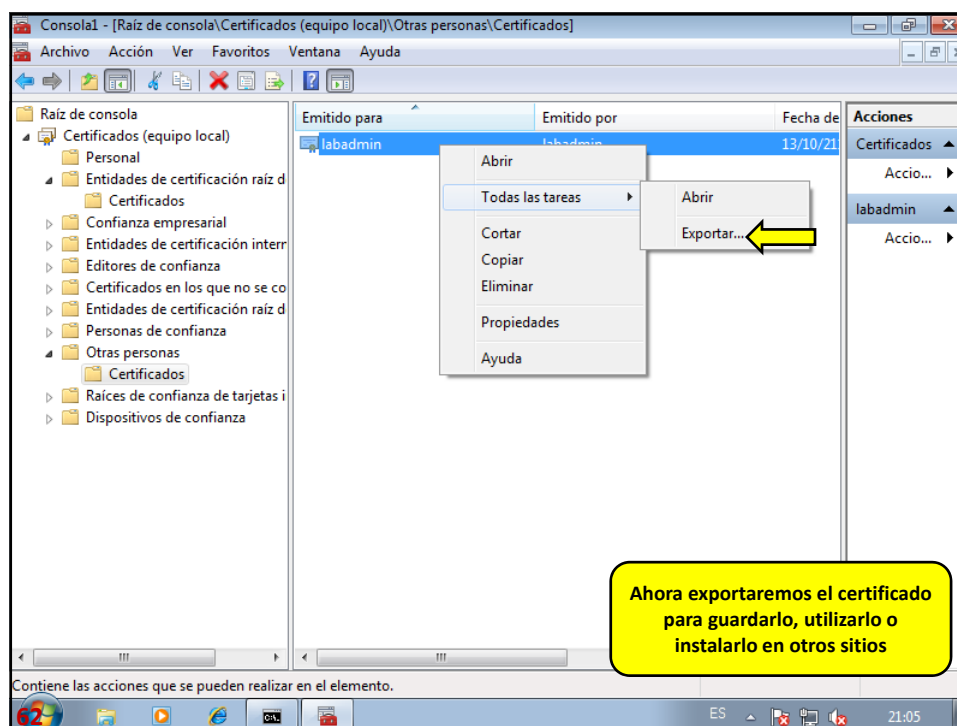 Consola1 - [Raíz de consola\Certificados (equipo local)\Otras personas\Certificados]
Archivo Acción Ver Favoritos Ventana Ayuda
Raíz de consola
Certificados (equipo local)
Personal
Entidades de certificación raíz d
Certificados
Confianza empresarial
Entidades de certificación interr
Editores de confianza
Certificados en los que no se co
Entidades de certificación raíz d
Personas de confianza
Otras personas
Certificados
Raíces de confianza de tarjetas i
Dispositivos de confianza
Emitido para Emitido por Fecha de
labadmin labadmin 13/10/21
Abrir
Todas las tareas
Cortar
Copiar
Eliminar
Propiedades
Ayuda
Abrir
Exportar...
Acciones
Certificados
Accio...
labadmin
Accio...
Ahora exportaremos el certificado
para guardarlo, utilizarlo o
instalarlo en otros sitios
Contiene las acciones que se pueden realizar en el elemento.
62
C:\.
ES 21:05